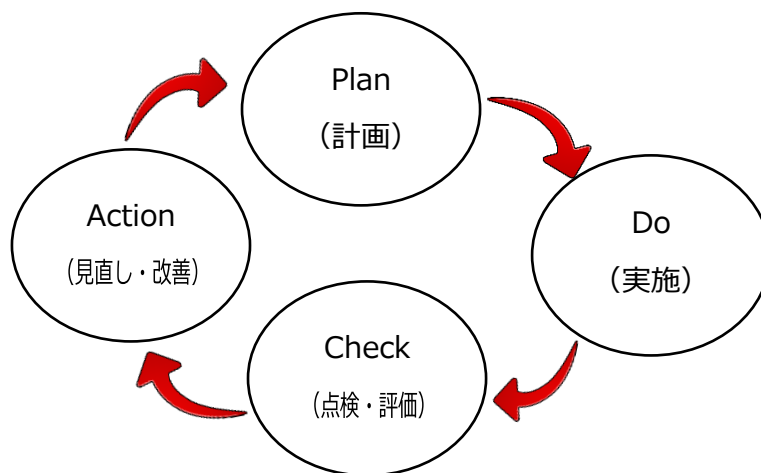 Plan
（計画）
Do
（実施）
Check
（点検・評価）
Action
（見直し・改善）